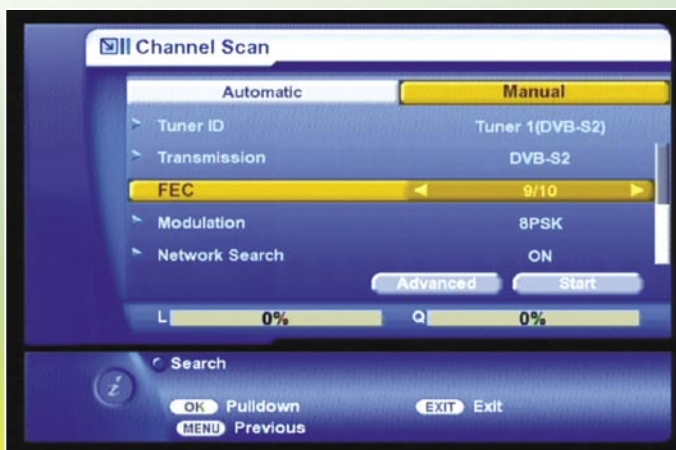 Channel Scan
Automatic Manual
Tuner ID Tuner 1(DVB-S2)
Transmission DVB-S2
FEC 9/10
Modulation 8PSK
Network Search ON
Advanced Start
L 0% Q 0%
Search
i
OK Pulldown EXIT Exit
MENU Previous